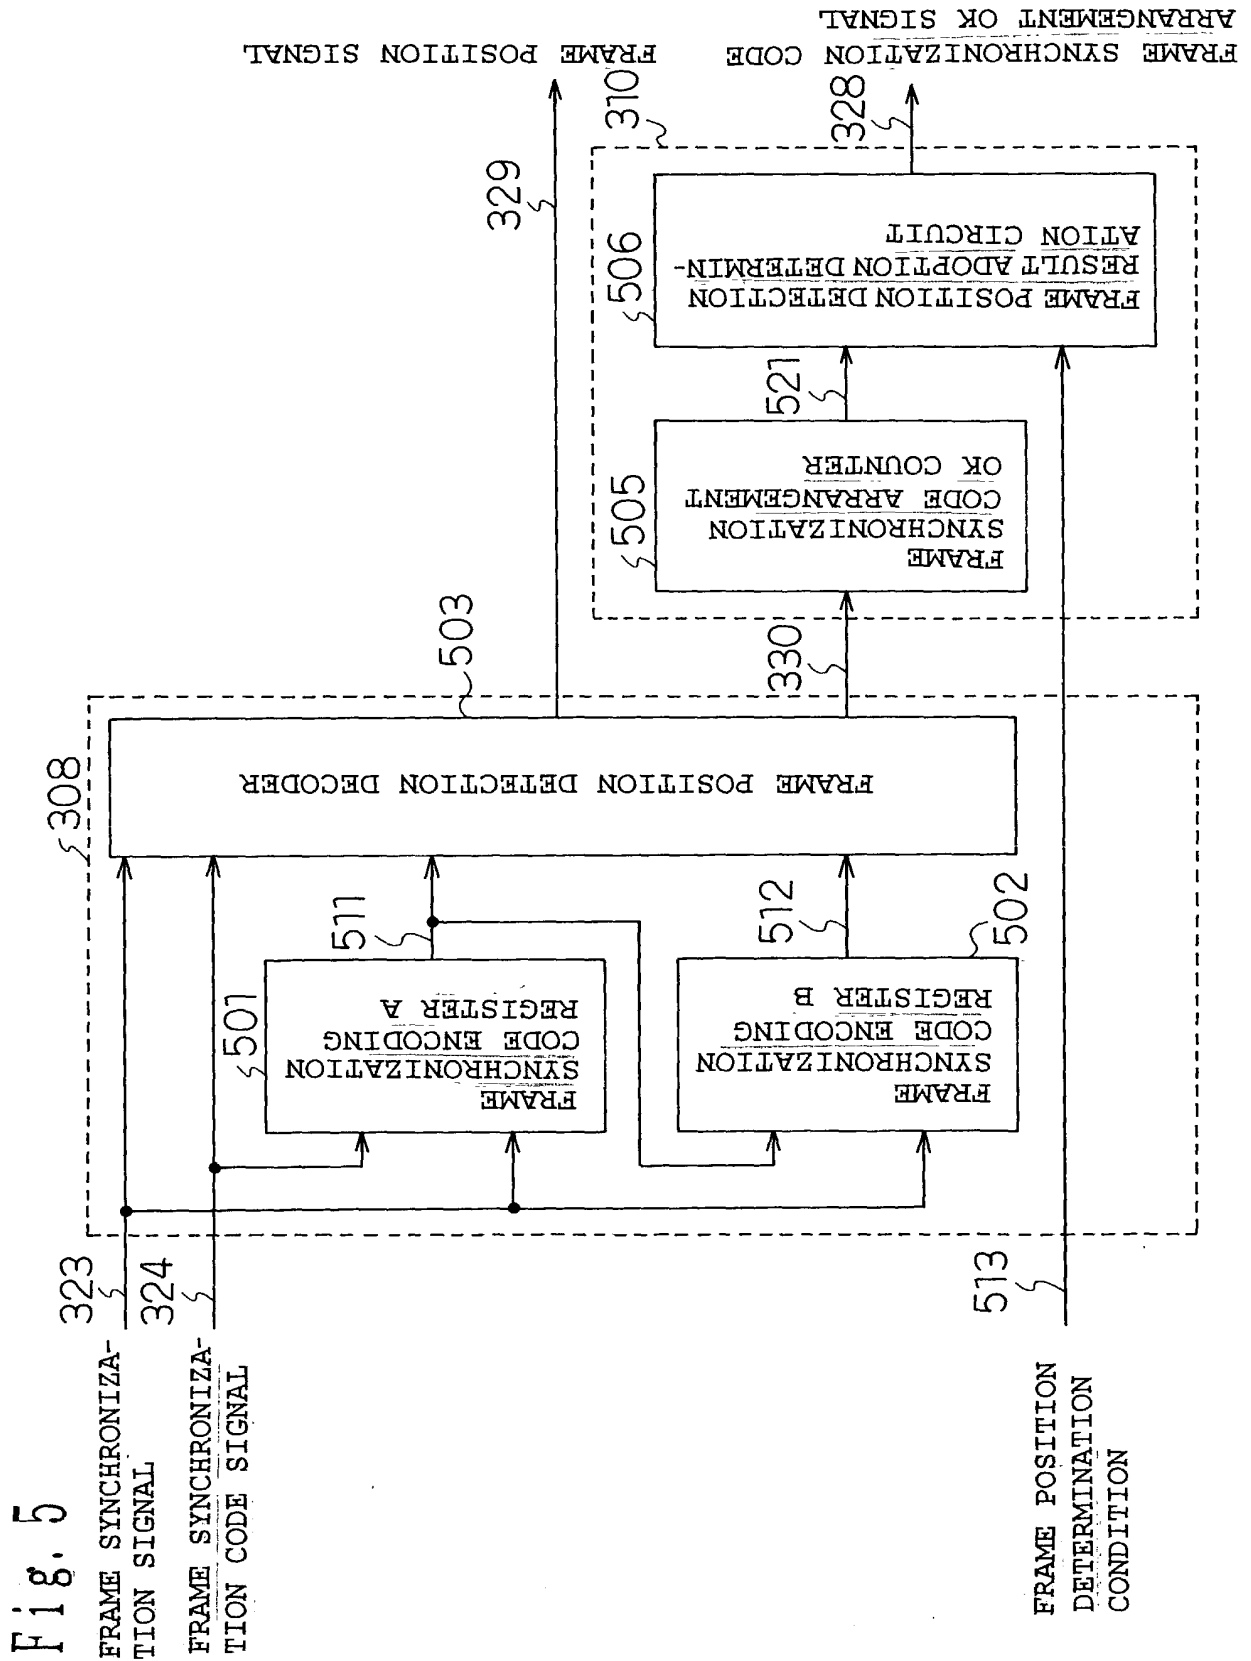 Fig. 5
FRAME SYNCHRONIZA-
TION SIGNAL
323
FRAME SYNCHRONIZA-
TION CODE SIGNAL
324
FRAME POSITION
DETERMINATION
CONDITION
513
308
501
FRAME
SYNCHRONIZATION
CODE ENCODING
REGISTER A
511
FRAME
SYNCHRONIZATION
CODE ENCODING
REGISTER B
502
512
FRAME POSITION DETECTION DECODER
503
330
329
FRAME POSITION SIGNAL
310
505
FRAME
SYNCHRONIZATION
CODE ARRANGEMENT
OK COUNTER
521
506
FRAME POSITION DETECTION
RESULT ADOPTION DETERMIN-
ATION CIRCUIT
328
FRAME SYNCHRONIZATION CODE
ARRANGEMENT OK SIGNAL